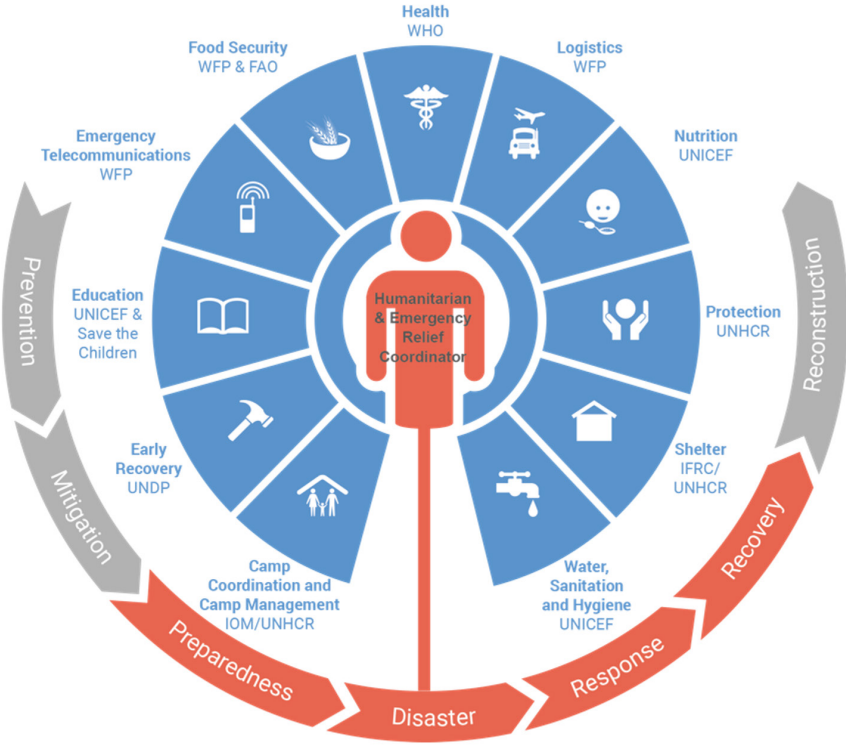 Health
WHO
Logistics
WFP
Nutrition
UNICEF
Protection
UNHCR
Shelter
IFRC/
UNHCR
Water,
Sanitation
and Hygiene
UNICEF
Camp
Coordination and
Camp Management
IOM/UNHCR
Early
Recovery
UNDP
Education
UNICEF &
Save the
Children
Emergency
Telecommunications
WFP
Food Security
WFP & FAO
Humanitarian
& Emergency
Relief
Coordinator
Prevention
Mitigation
Preparedness
Disaster
Response
Recovery
Reconstruction